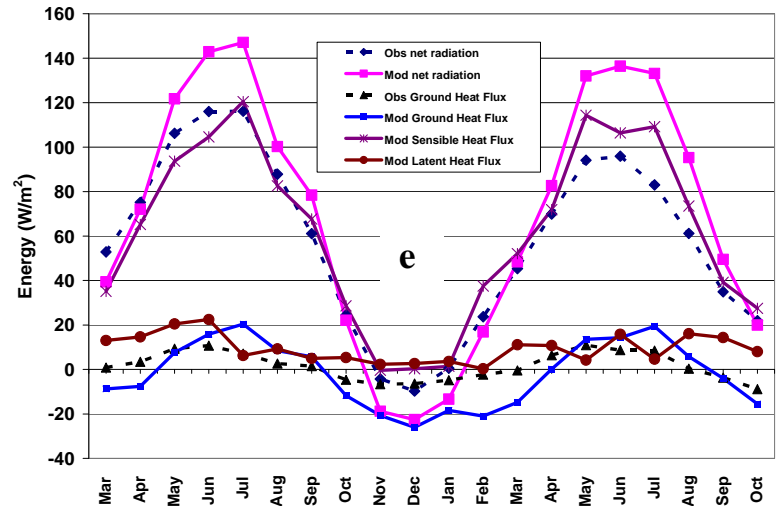 160
140
120
100
80
60
40
20
0
-20
-40
Energy (W/m²)
Obs net radiation
Mod net radiation
Obs Ground Heat Flux
Mod Ground Heat Flux
Mod Sensible Heat Flux
Mod Latent Heat Flux
e
Mar
Apr
May
Jun
Jul
Aug
Sep
Oct
Nov
Dec
Jan
Feb
Mar
Apr
May
Jun
Jul
Aug
Sep
Oct